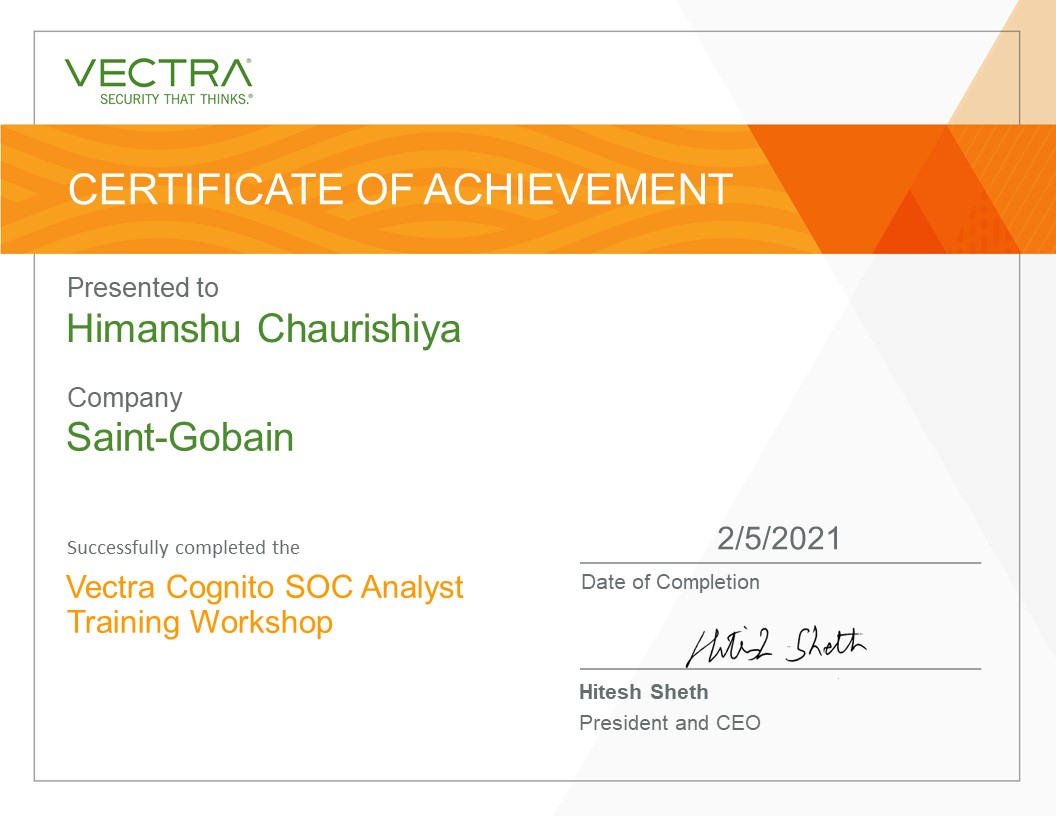 VECTRA®
SECURITY THAT THINKS.®
CERTIFICATE OF ACHIEVEMENT
Presented to
Himanshu Chaurishiya
Company
Saint-Gobain
Successfully completed the
Vectra Cognito SOC Analyst
Training Workshop
2/5/2021
Date of Completion
Hitesh Sheth
Hitesh Sheth
President and CEO